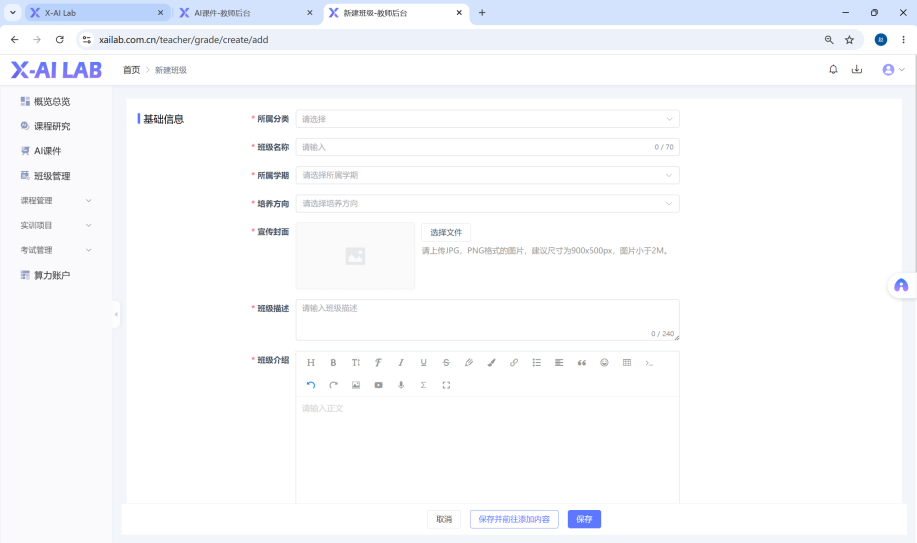 X-AI Lab
AI课件-教师后台
新建班级-教师后台
xailab.com.cn/teacher/grade/create/add
X-AI LAB
首页 > 新建班级
概览总览
课程研究
AI课件
班级管理
课程管理
实训项目
考试管理
算力账户
基础信息
* 所属分类 请选择
* 班级名称 请输入 0 / 70
* 所属学期 请选择所属学期
* 培养方向 请选择培养方向
* 宣传封面 选择文件
请上传JPG、PNG格式的图片，建议尺寸为900x500px，图片小于2M。
* 班级描述 请输入班级描述
0 / 240
* 班级介绍
请输入正文
取消 保存并前往添加内容 保存